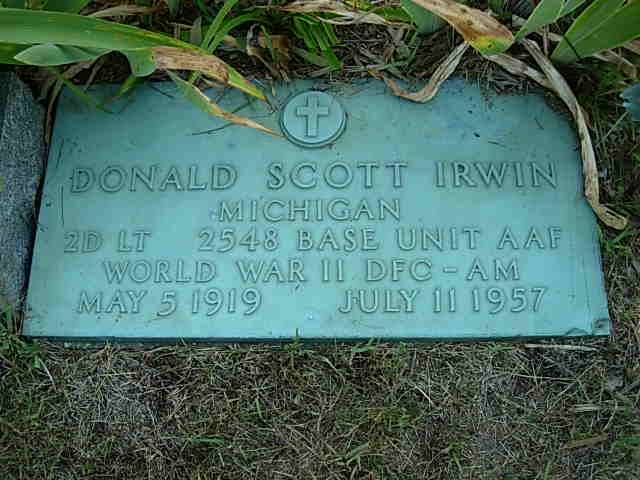 DONALD SCOTT IRWIN
MICHIGAN
2D LT 2548 BASE UNIT AAF
WORLD WAR II DFC - AM
MAY 5 1919 JULY 11 1957